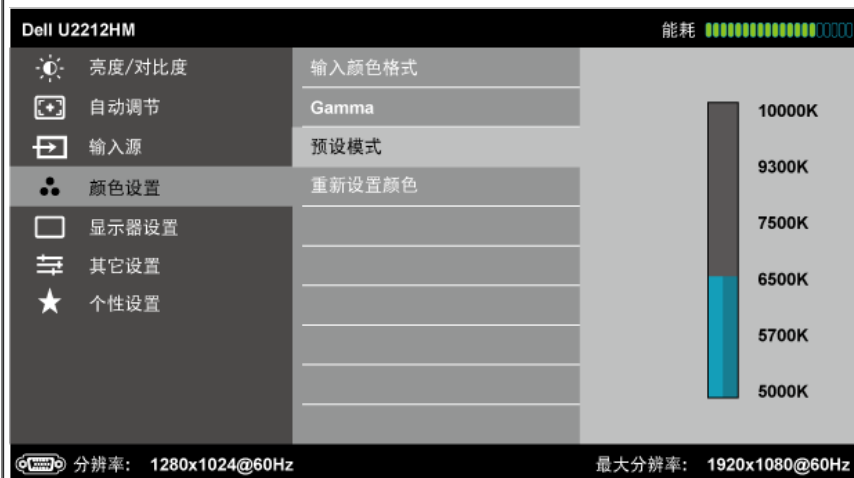 Dell U2212HM 能耗
亮度/对比度
自动调节
输入源
颜色设置
显示器设置
其它设置
个性设置
输入颜色格式
Gamma
预设模式
重新设置颜色
10000K
9300K
7500K
6500K
5700K
5000K
分辨率: 1280x1024@60Hz 最大分辨率: 1920x1080@60Hz